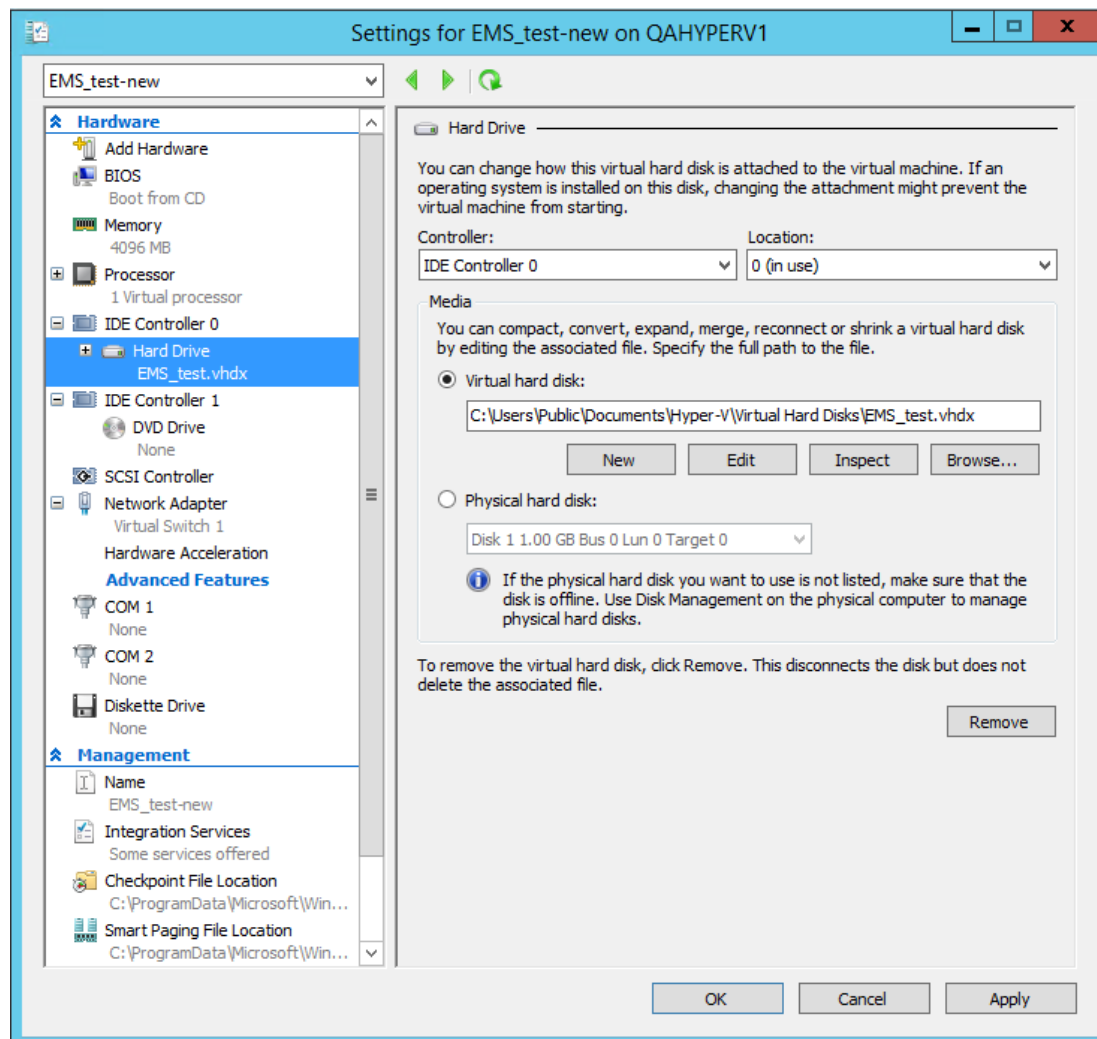 Settings for EMS_test-new on QAHYPERV1
EMS_test-new
Hardware
Add Hardware
BIOS
Boot from CD
Memory
4096 MB
Processor
1 Virtual processor
IDE Controller 0
Hard Drive
EMS_test.vhdx
IDE Controller 1
DVD Drive
None
SCSI Controller
Network Adapter
Virtual Switch 1
Hardware Acceleration
Advanced Features
COM 1
None
COM 2
None
Diskette Drive
None
Management
Name
EMS_test-new
Integration Services
Some services offered
Checkpoint File Location
C:\ProgramData\Microsoft\Win...
Smart Paging File Location
C:\ProgramData\Microsoft\Win...
Hard Drive
You can change how this virtual hard disk is attached to the virtual machine. If an
operating system is installed on this disk, changing the attachment might prevent the
virtual machine from starting.
Controller:
Location:
IDE Controller 0
0 (in use)
Media
You can compact, convert, expand, merge, reconnect or shrink a virtual hard disk
by editing the associated file. Specify the full path to the file.
Virtual hard disk:
C:\Users\Public\Documents\Hyper-V\Virtual Hard Disks\EMS_test.vhdx
New
Edit
Inspect
Browse...
Physical hard disk:
Disk 1 1.00 GB Bus 0 Lun 0 Target 0
If the physical hard disk you want to use is not listed, make sure that the
disk is offline. Use Disk Management on the physical computer to manage
physical hard disks.
To remove the virtual hard disk, click Remove. This disconnects the disk but does not
delete the associated file.
Remove
OK
Cancel
Apply